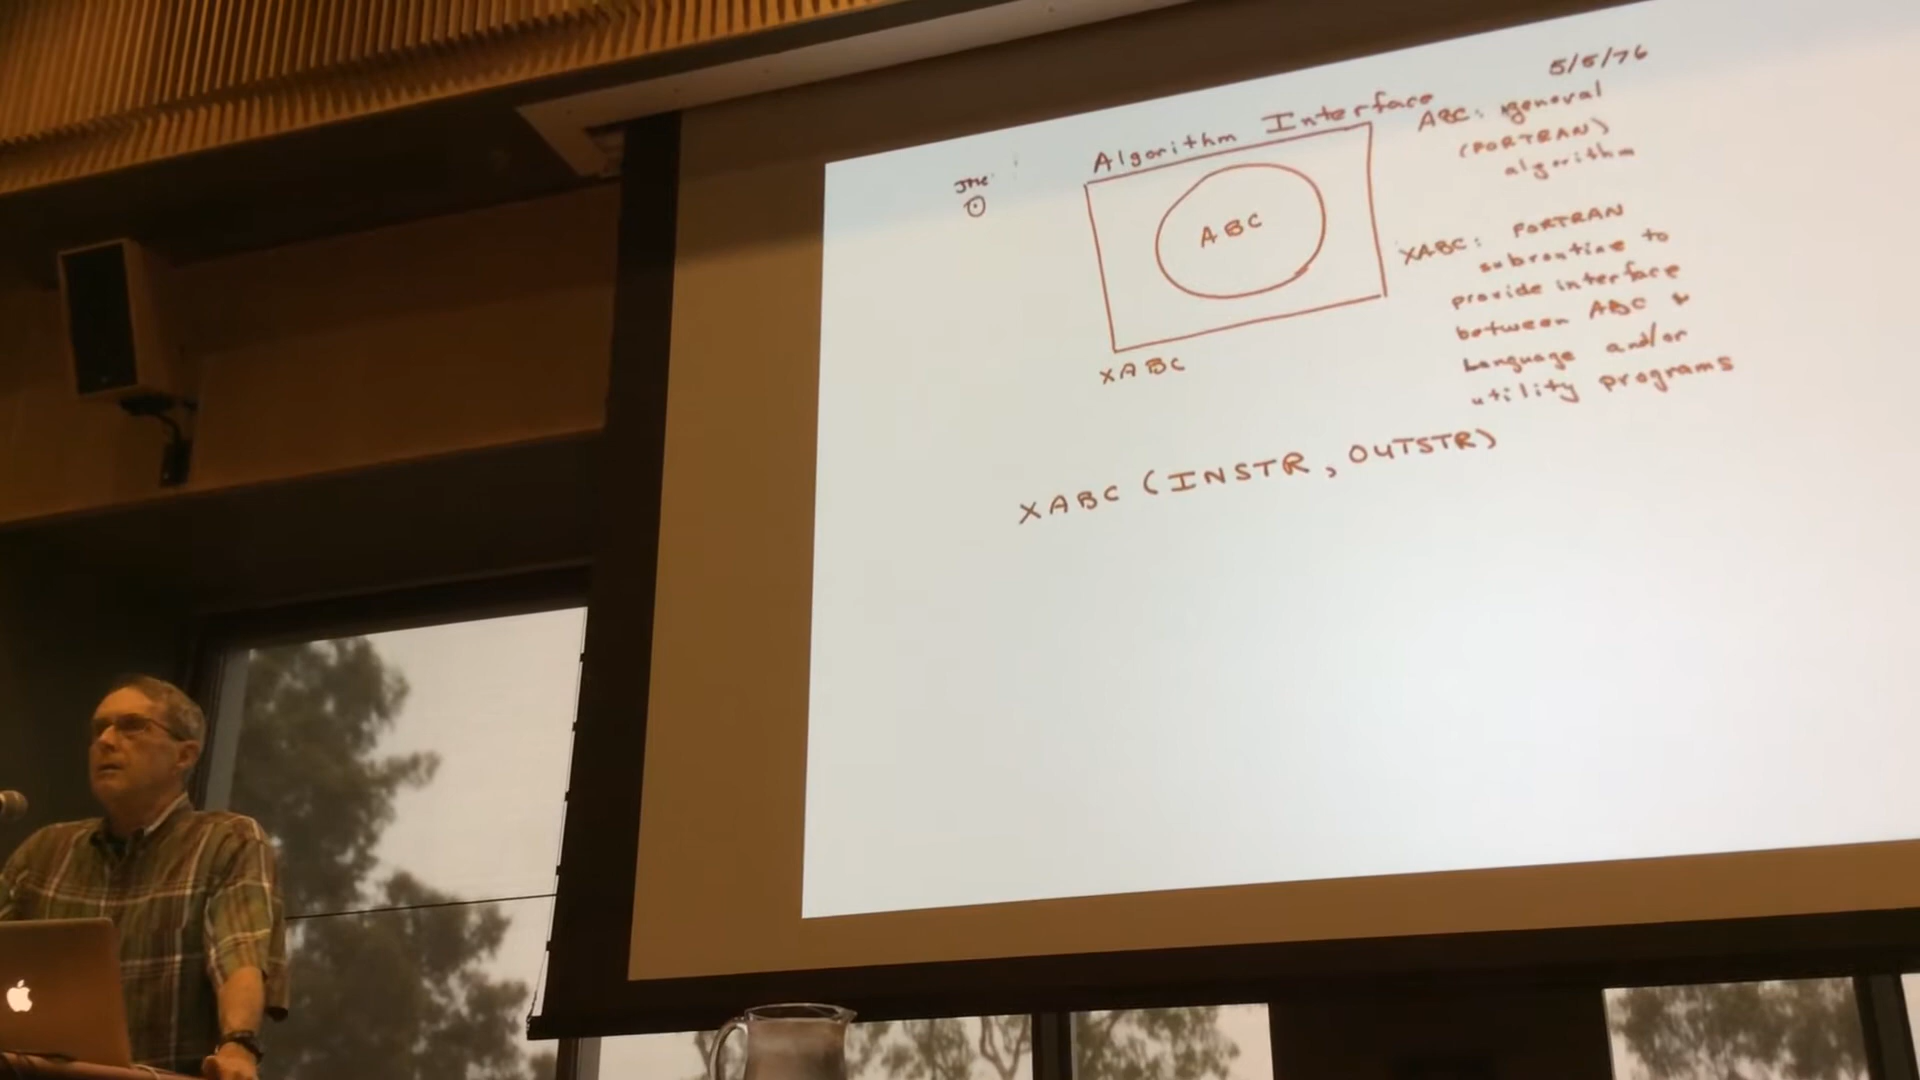 5/5/76
Algorithm Interface
ABC: general
(FORTRAN)
algorithm
ABC
XABC: FORTRAN
subroutine to
provide interface
between ABC &
language and/or
utility programs
XABC
XABC (INSTR, OUTSTR)